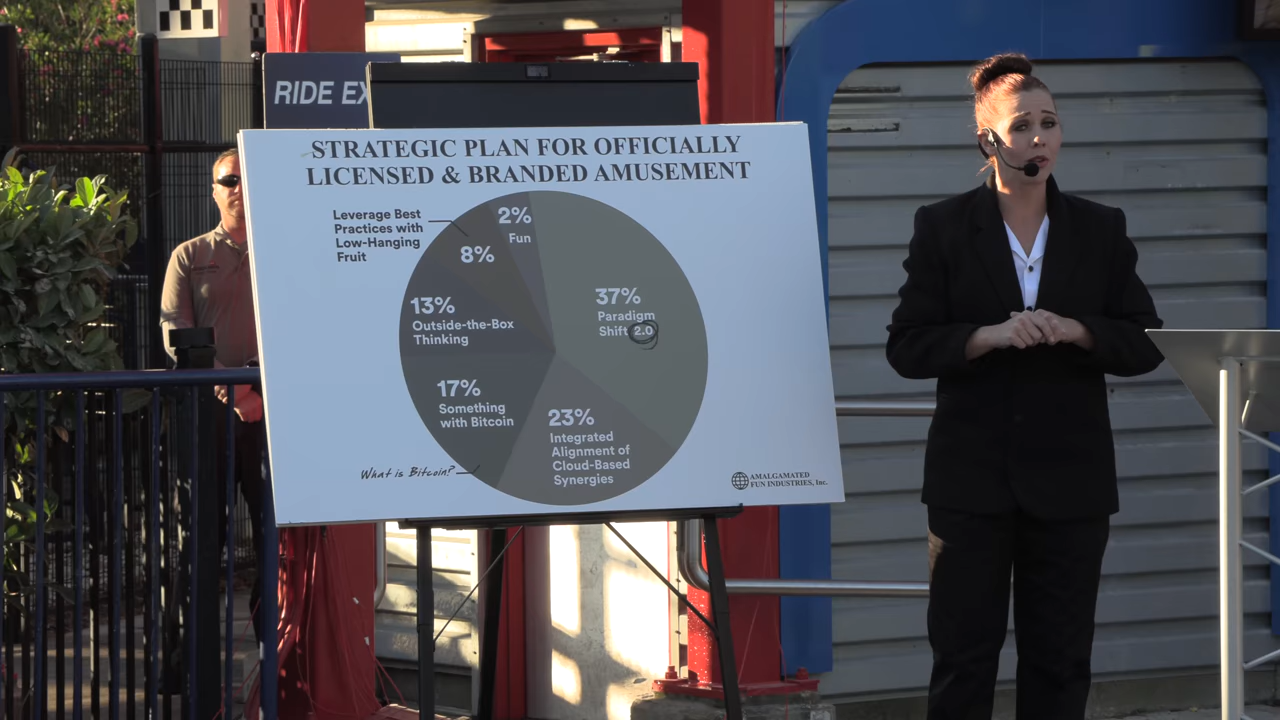 RIDE EX
STRATEGIC PLAN FOR OFFICIALLY
LICENSED & BRANDED AMUSEMENT
Leverage Best
Practices with
Low-Hanging
Fruit
8%
2%
Fun
37%
Paradigm
Shift 2.0
13%
Outside-the-Box
Thinking
17%
Something
with Bitcoin
23%
Integrated
Alignment of
Cloud-Based
Synergies
What is Bitcoin?
AMALGAMATED
FUN INDUSTRIES, Inc.